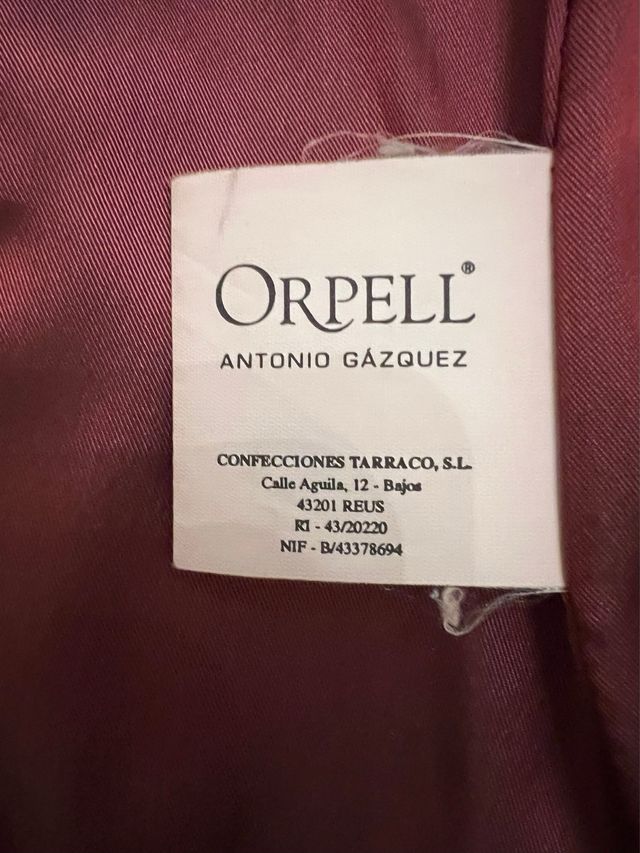 ORPELL®
ANTONIO GÁZQUEZ
CONFECCIONES TARRACO, S.L.
Calle Aguila, 12 - Bajos
43201 REUS
RI - 43/20220
NIF - B/43378694